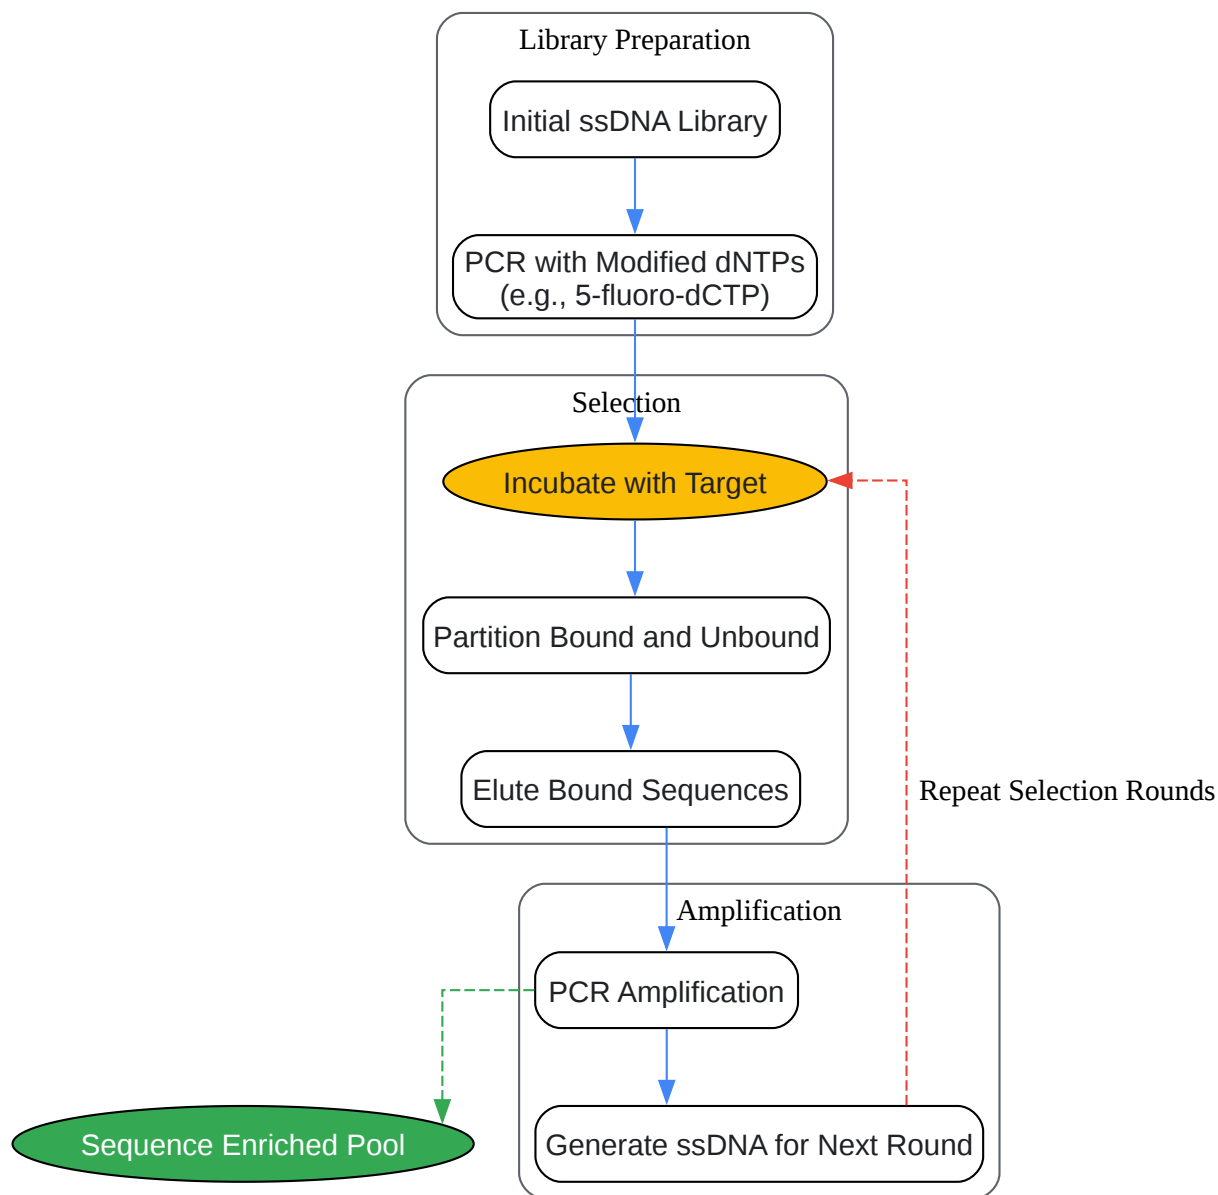 Library Preparation
Initial ssDNA Library
PCR with Modified dNTPs
(e.g., 5-fluoro-dCTP)
Selection
Incubate with Target
Partition Bound and Unbound
Elute Bound Sequences
Repeat Selection Rounds
Amplification
PCR Amplification
Sequence Enriched Pool
Generate ssDNA for Next Round